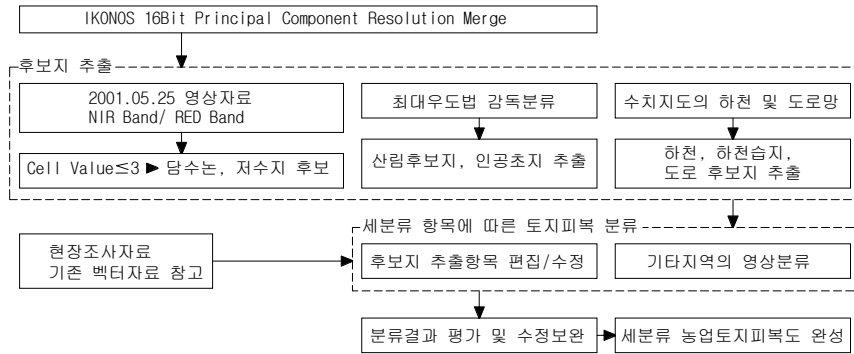 IKONOS 16Bit Principal Component Resolution Merge
후보지 추출
2001.05.25 영상자료
NIR Band/ RED Band
Cell Value≤3 ▶ 담수논, 저수지 후보
최대우도법 감독분류
산림후보지, 인공초지 추출
수치지도의 하천 및 도로망
하천, 하천습지,
도로 후보지 추출
현장조사자료
기존 벡터자료 참고
세분류 항목에 따른 토지피복 분류
후보지 추출항목 편집/수정
기타지역의 영상분류
분류결과 평가 및 수정보완
세분류 농업토지피복도 완성